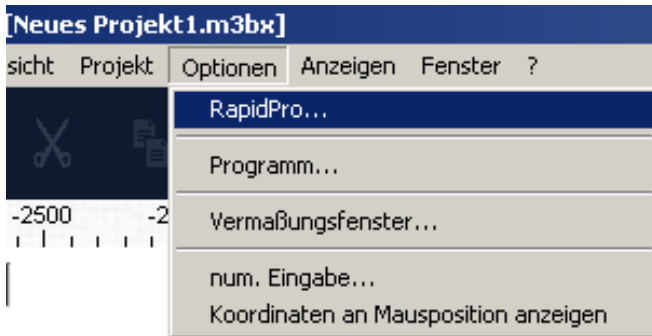 [Neues Projekt1.m3bx]
sicht Projekt Optionen Anzeigen Fenster ?
RapidPro...
Programm...
-2500 -2
Vermaßungsfenster...
num. Eingabe...
Koordinaten an Mausposition anzeigen